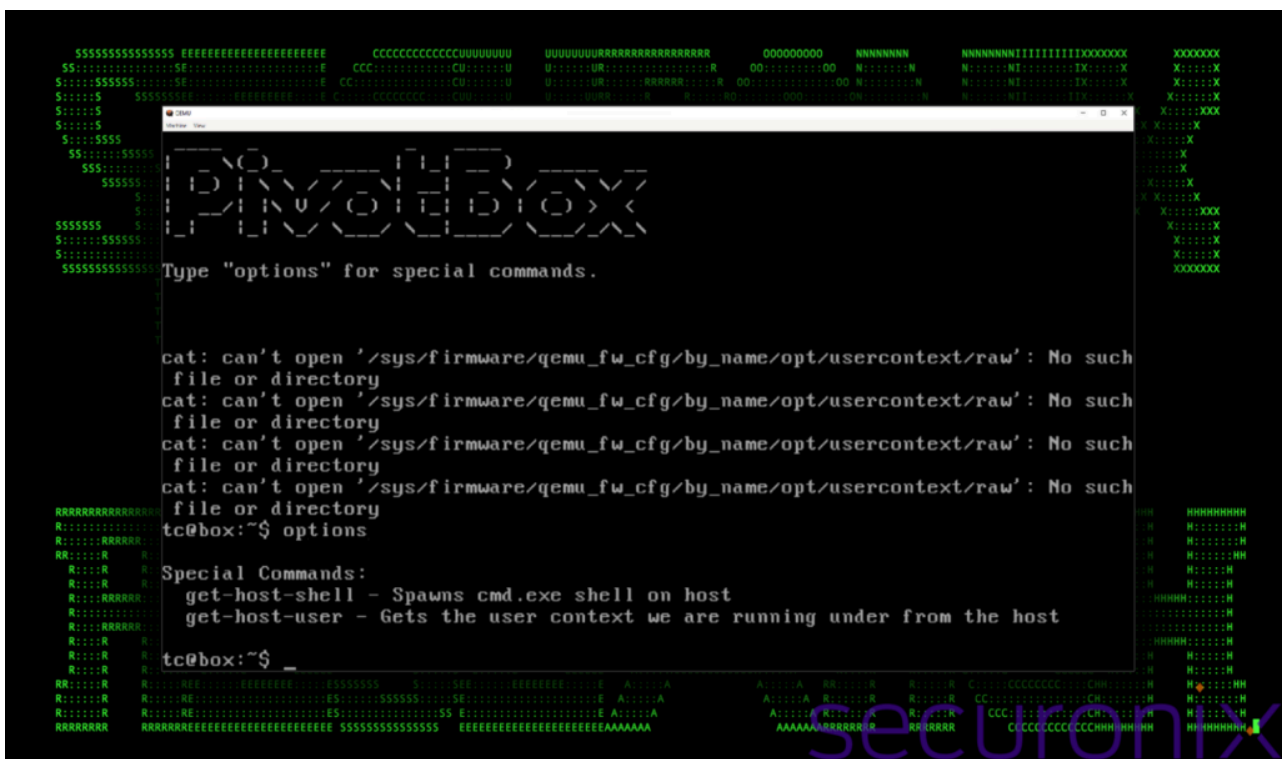 QEMU
Machine View
PivotBox
Type "options" for special commands.
cat: can't open '/sys/firmware/qemu_fw_cfg/by_name/opt/usercontext/raw': No such
file or directory
cat: can't open '/sys/firmware/qemu_fw_cfg/by_name/opt/usercontext/raw': No such
file or directory
cat: can't open '/sys/firmware/qemu_fw_cfg/by_name/opt/usercontext/raw': No such
file or directory
cat: can't open '/sys/firmware/qemu_fw_cfg/by_name/opt/usercontext/raw': No such
file or directory
tc@box:~$ options
Special Commands:
get-host-shell - Spawns cmd.exe shell on host
get-host-user - Gets the user context we are running under from the host
tc@box:~$ _
securonix